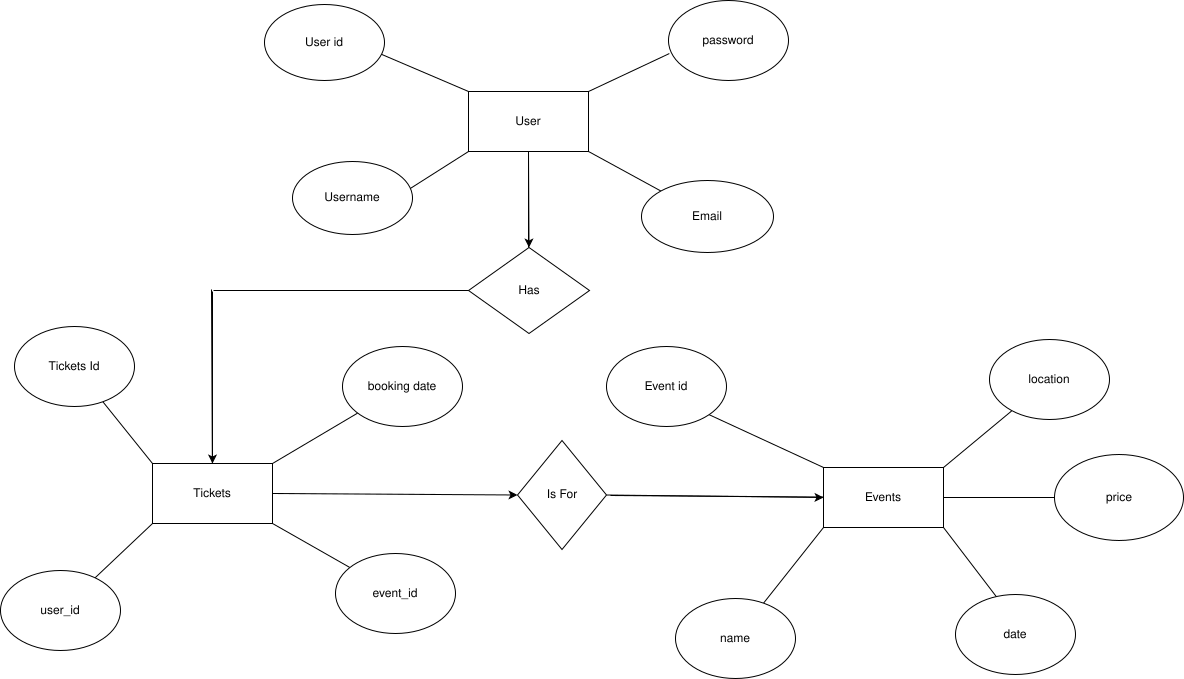 User id
password
User
Username
Email
Has
Tickets Id
booking date
Event id
location
Tickets
Is For
Events
price
user_id
event_id
name
date